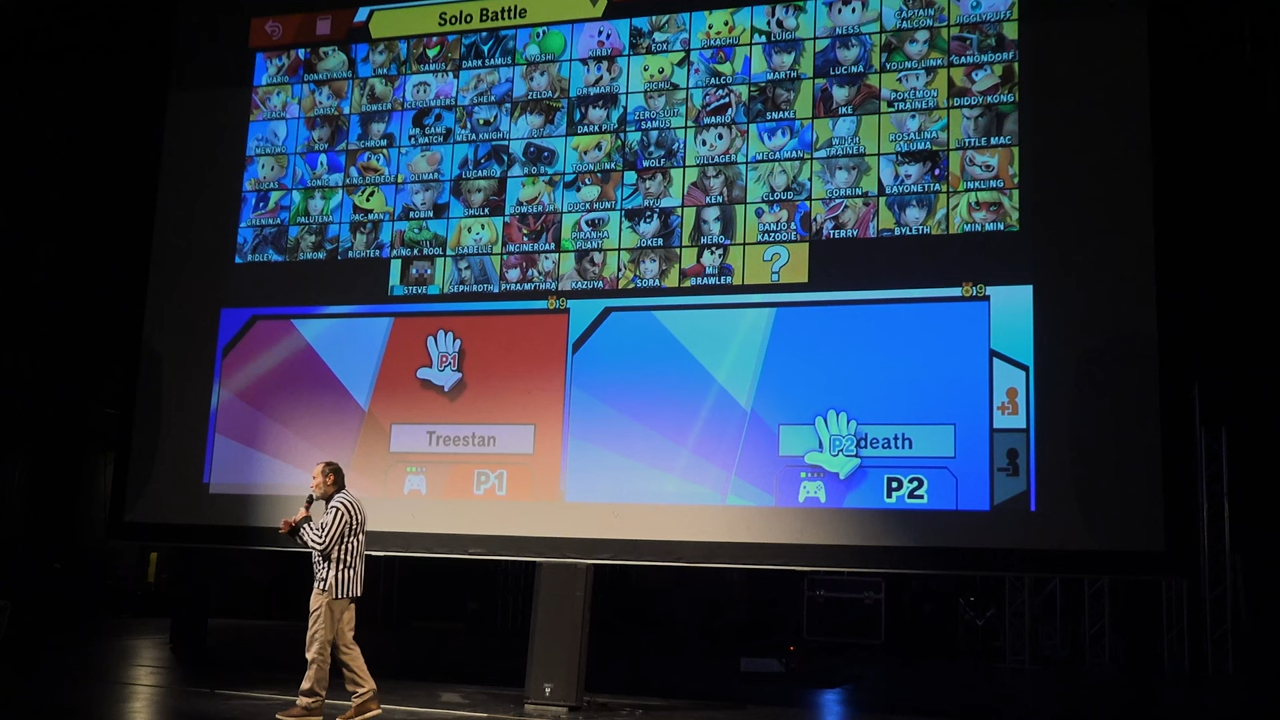 Solo Battle
MARIO DONKEY KONG LINK SAMUS DARK SAMUS YOSHI KIRBY FOX PIKACHU LUIGI NESS CAPTAIN FALCON JIGGLYPUFF
PEACH DAISY BOWSER ICE CLIMBERS SHEIK ZELDA DR. MARIO PICHU FALCO MARTH LUCINA YOUNG LINK GANONDORF
MEWTWO ROY CHROM MR. GAME & WATCH META KNIGHT PIT DARK PIT ZERO SUIT SAMUS WARIO SNAKE IKE POKÉMON TRAINER DIDDY KONG
LUCAS SONIC KING DEDEDE OLIMAR LUCARIO R.O.B. TOON LINK WOLF VILLAGER MEGA MAN Wii Fit TRAINER ROSALINA & LUMA LITTLE MAC
GRENINJA PALUTENA PAC-MAN ROBIN SHULK BOWSER JR. DUCK HUNT RYU KEN CLOUD CORRIN BAYONETTA INKLING
RIDLEY SIMON RICHTER KING K. ROOL ISABELLE INCINEROAR PIRANHA PLANT JOKER HERO BANJO & KAZOOIE TERRY BYLETH MIN MIN
STEVE SEPHIROTH PYRA/MYTHRA KAZUYA SORA Mii BRAWLER ?
9
9
P1
Treestan
P1
P2
death
P2